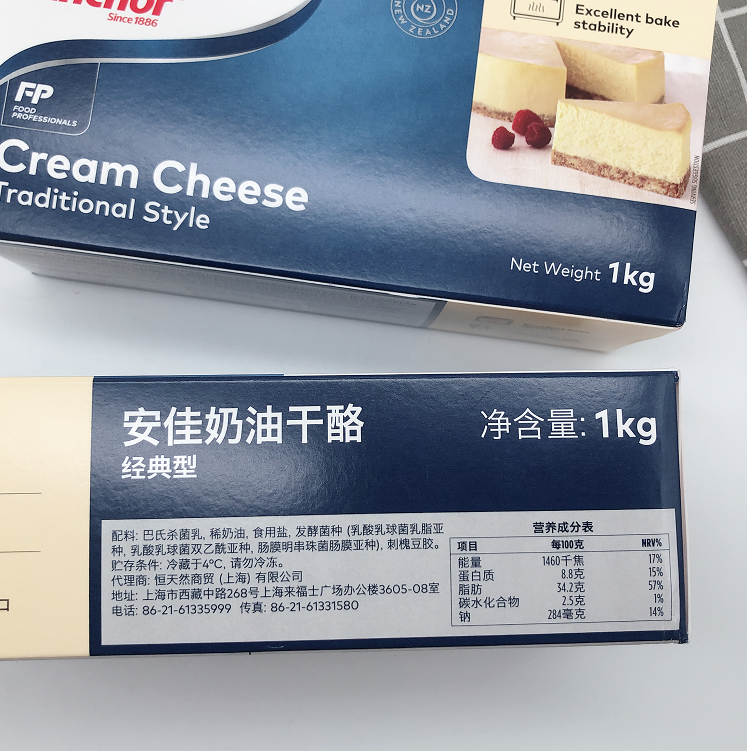 Since 1886
NEW ZEALAND
NZ
Excellent bake
stability
FP
FOOD
PROFESSIONALS
Cream Cheese
Traditional Style
SERVING SUGGESTION
Net Weight 1kg
安佳奶油干酪
经典型
净含量: 1kg
配料: 巴氏杀菌乳, 稀奶油, 食用盐, 发酵菌种 (乳酸乳球菌乳脂亚
种, 乳酸乳球菌双乙酰亚种, 肠膜明串珠菌肠膜亚种), 刺槐豆胶。
贮存条件: 冷藏于4°C, 请勿冷冻。
代理商: 恒天然商贸 (上海) 有限公司
地址: 上海市西藏中路268号上海来福士广场办公楼3605-08室
电话: 86-21-61335999 传真: 86-21-61331580
营养成分表
项目 每100克 NRV%
能量 1460千焦 17%
蛋白质 8.8克 15%
脂肪 34.2克 57%
碳水化合物 2.5克 1%
钠 284毫克 14%